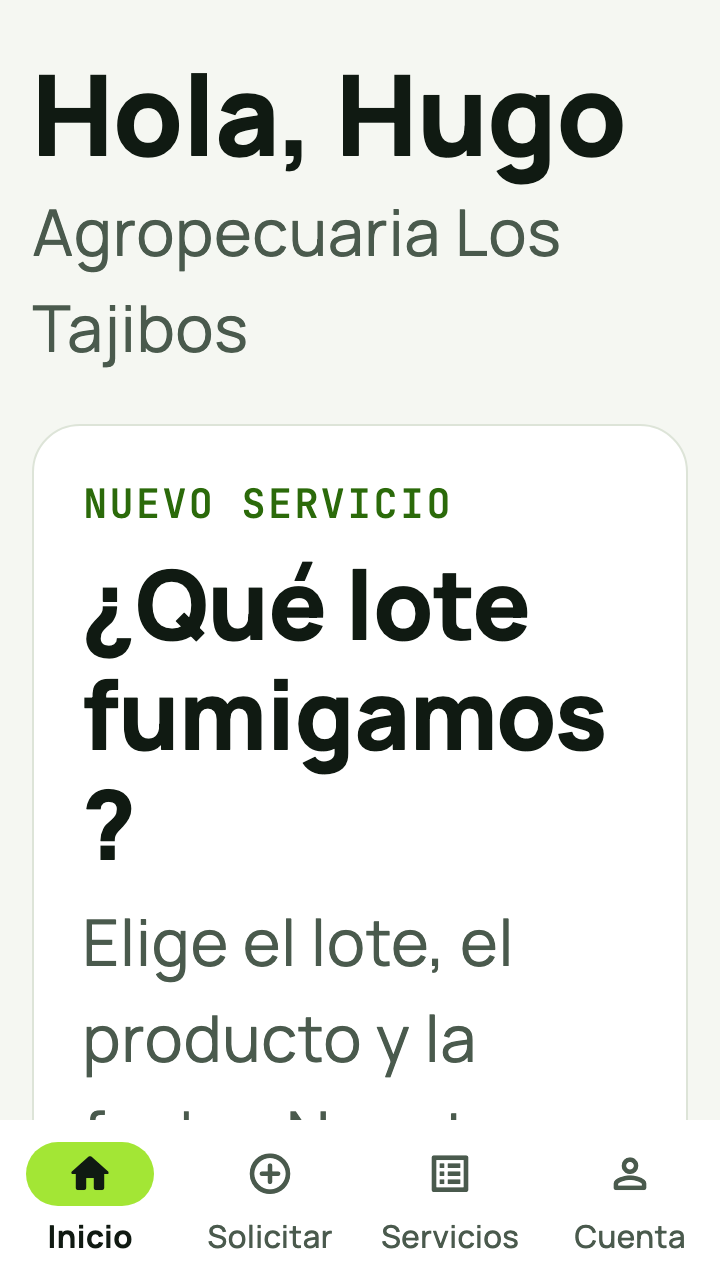 Hola, Hugo
Agropecuaria Los
Tajibos
NUEVO SERVICIO
¿Qué lote
fumigamos
?
Elige el lote, el
producto y la
Inicio
Solicitar
Servicios
Cuenta